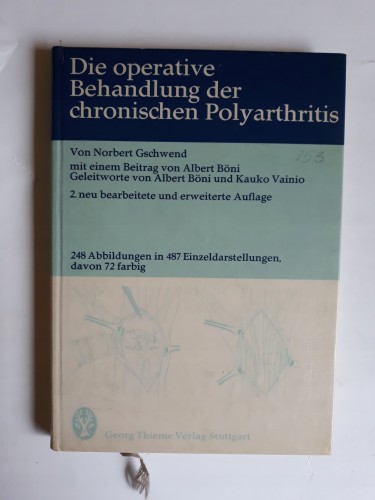 Die operative
Behandlung der
chronischen Polyarthritis
Von Norbert Gschwend
mit einem Beitrag von Albert Böni
Geleitworte von Albert Böni und Kauko Vainio
2. neu bearbeitete und erweiterte Auflage
153
248 Abbildungen in 487 Einzeldarstellungen,
davon 72 farbig
Georg Thieme Verlag Stuttgart